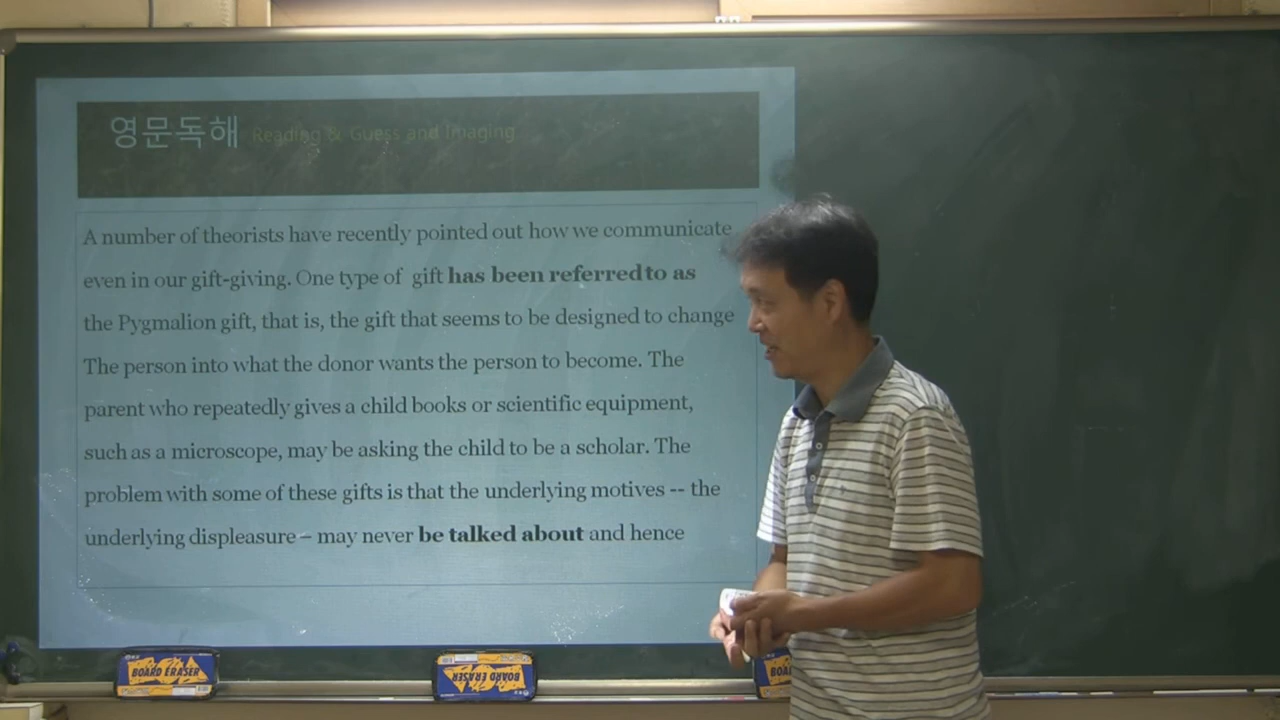 영문독해 Reading & Guess and Imaging...
A number of theorists have recently pointed out how we communicate
even in our gift-giving. One type of gift has been referred to as
the Pygmalion gift, that is, the gift that seems to be designed to change
The person into what the donor wants the person to become. The
parent who repeatedly gives a child books or scientific equipment,
such as a microscope, may be asking the child to be a scholar. The
problem with some of these gifts is that the underlying motives -- the
underlying displeasure – may never be talked about and hence
BOARD ERASER
BOARD ERASER
BOA